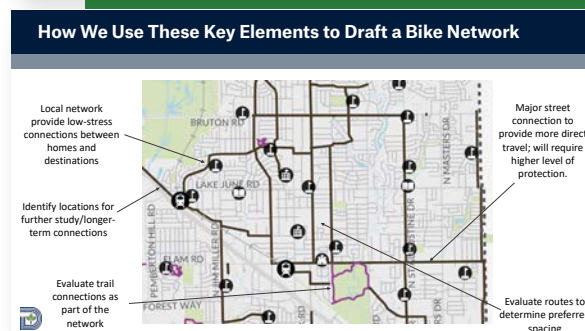 How We Use These Key Elements to Draft a Bike Network
Local network
provide low-stress
connections between
homes and
destinations
Identify locations for
further study/longer-
term connections
Evaluate trail
connections as
part of the
network
BRUTON RD
LAKE JUNE RD
ELAM RD
FOREST WAY
PEMBERTON HILL RD
JIM MILLER RD
N MASTERS DR
Major street
connection to
provide more direct
travel; will require
higher level of
protection.
Evaluate routes to
determine preferred
spacing